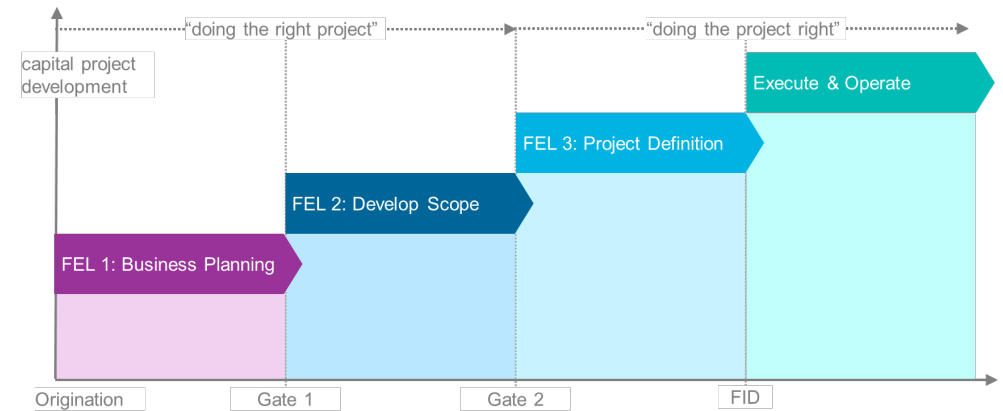 “doing the right project”
“doing the project right”
capital project
development
Execute & Operate
FEL 3: Project Definition
FEL 2: Develop Scope
FEL 1: Business Planning
Origination
Gate 1
Gate 2
FID